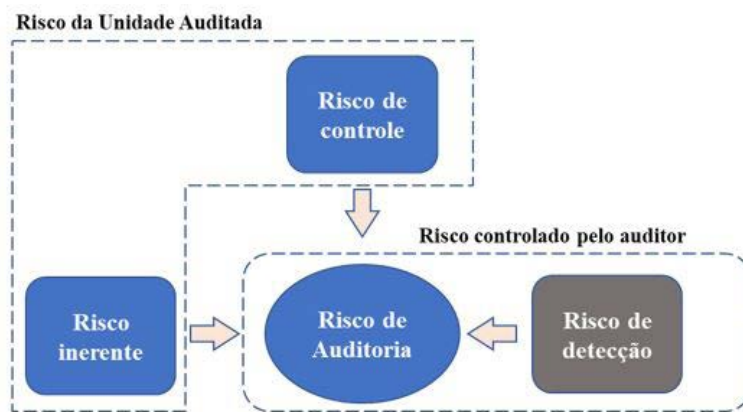 Risco da Unidade Auditada
Risco de
controle
Risco controlado pelo auditor
Risco
inerente
Risco de
Auditoria
Risco de
detecção